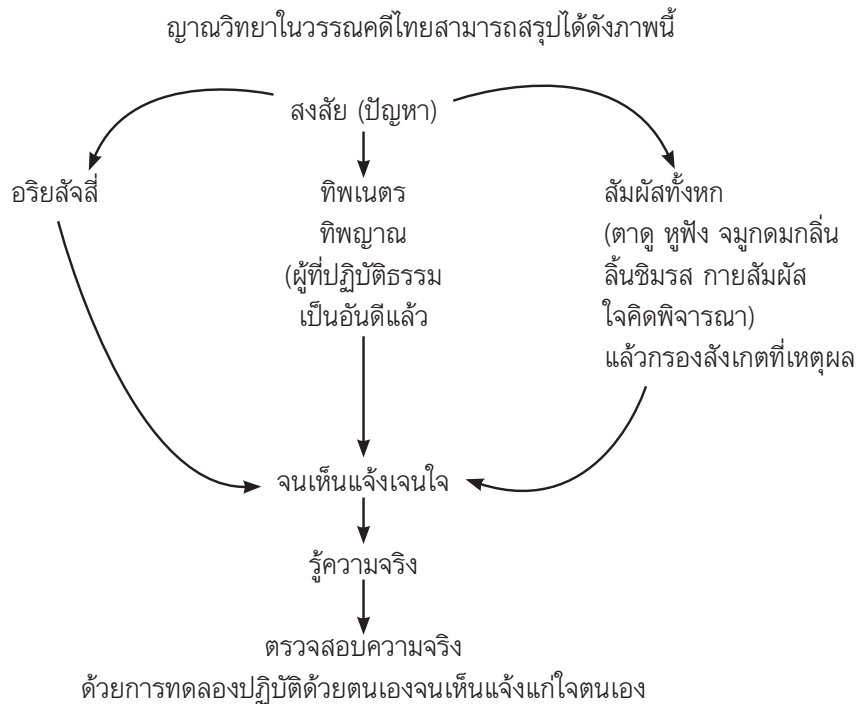 ญาณวิทยาในวรรณคดีไทยสามารถสรุปได้ดังภาพนี้
สงสัย (ปัญหา)
อริยสัจสี่
ทิพเนตร
ทิพญาณ
(ผู้ที่ปฏิบัติธรรม
เป็นอันดีแล้ว
สัมผัสทั้งหก
(ตาดู หูฟัง จมูกดมกลิ่น
ลิ้นชิมรส กายสัมผัส
ใจคิดพิจารณา)
แล้วกรองสังเกตที่เหตุผล
จนเห็นแจ้งเจนใจ
รู้ความจริง
ตรวจสอบความจริง
ด้วยการทดลองปฏิบัติด้วยตนเองจนเห็นแจ้งแก่ใจตนเอง